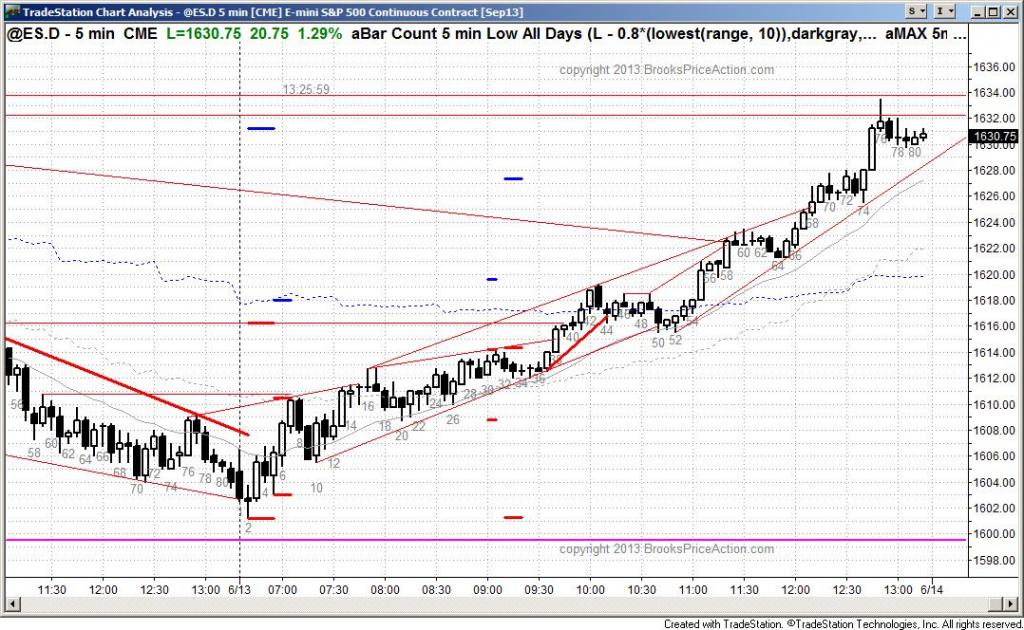 TradeStation Chart Analysis - @ES.D 5 min [CME] E-mini S&P 500 Continuous Contract [Sep13]
S I
@ES.D - 5 min CME L=1630.75 20.75 1.29% aBar Count 5 min Low All Days (L - 0.8*(lowest(range, 10)),darkgray,... aMAX 5m ...
copyright 2013 BrooksPriceAction.com
13:25:59
1636.00
1634.00
1632.00
1630.75
1630.00
1628.00
1626.00
1624.00
1622.00
1620.00
1618.00
1616.00
1614.00
1612.00
1610.00
1608.00
1606.00
1604.00
1602.00
1600.00
1598.00
76 78 80
70 72 74
68
60 62 64 66
56 58
42 44 46 48
50 52 54
40
28 30 32 34 36
56 58 60 62 64 66 68 70 72 74 76 78 80
2 4 6 8 10 12 14 16 18 20 22 24 26
copyright 2013 BrooksPriceAction.com
11:30 12:00 12:30 13:00 6/13 07:00 07:30 08:00 08:30 09:00 09:30 10:00 10:30 11:00 11:30 12:00 12:30 13:00 6/14
Created with TradeStation. ©TradeStation Technologies, Inc. All rights reserved.